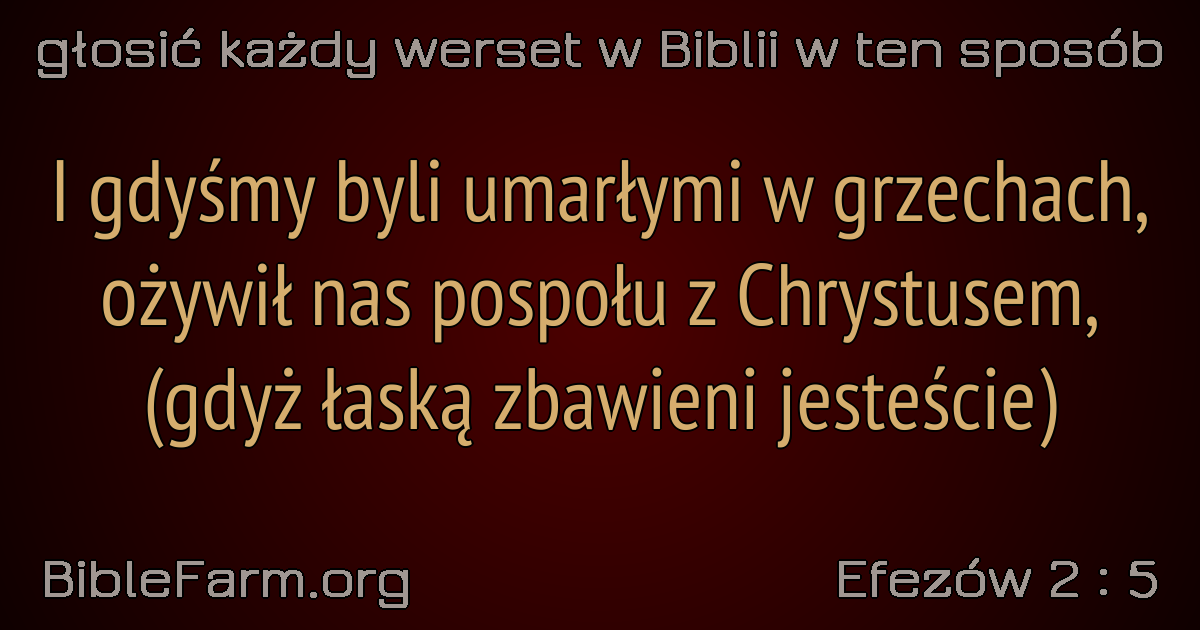 głosić każdy werset w Biblii w ten sposób
I gdyśmy byli umarłymi w grzechach,
ożywił nas pospołu z Chrystusem,
(gdyż łaską zbawieni jesteście)
BibleFarm.org
Efezów 2 : 5